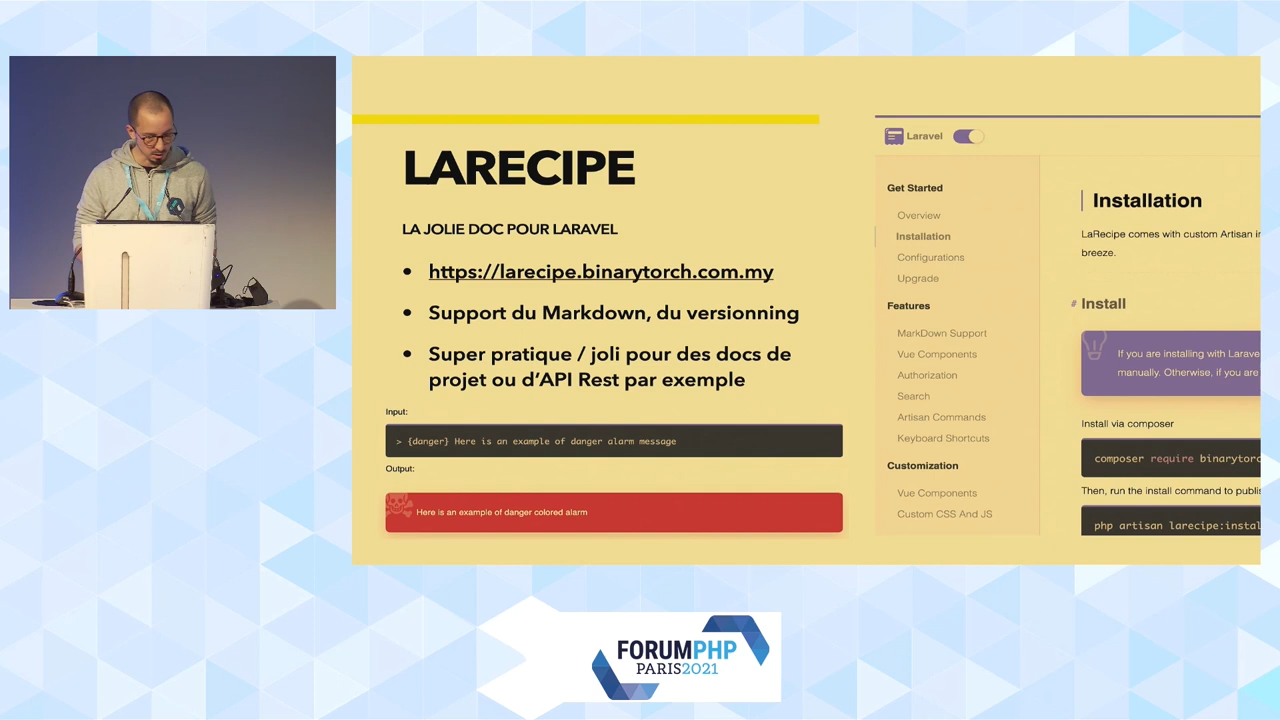 LARECIPE
LA JOLIE DOC POUR LARAVEL
• https://larecipe.binarytorch.com.my
• Support du Markdown, du versionning
• Super pratique / joli pour des docs de
projet ou d’API Rest par exemple
Input:
> {danger} Here is an example of danger alarm message
Output:
Here is an example of danger colored alarm
Laravel
Get Started
Overview
Installation
Configurations
Upgrade
Features
MarkDown Support
Vue Components
Authorization
Search
Artisan Commands
Keyboard Shortcuts
Customization
Vue Components
Custom CSS And JS
Installation
LaRecipe comes with custom Artisan in
breeze.
# Install
If you are installing with Larave
manually. Otherwise, if you are
Install via composer
composer require binarytorc
Then, run the install command to publis
php artisan larecipe:instal
FORUMPHP
PARIS2021